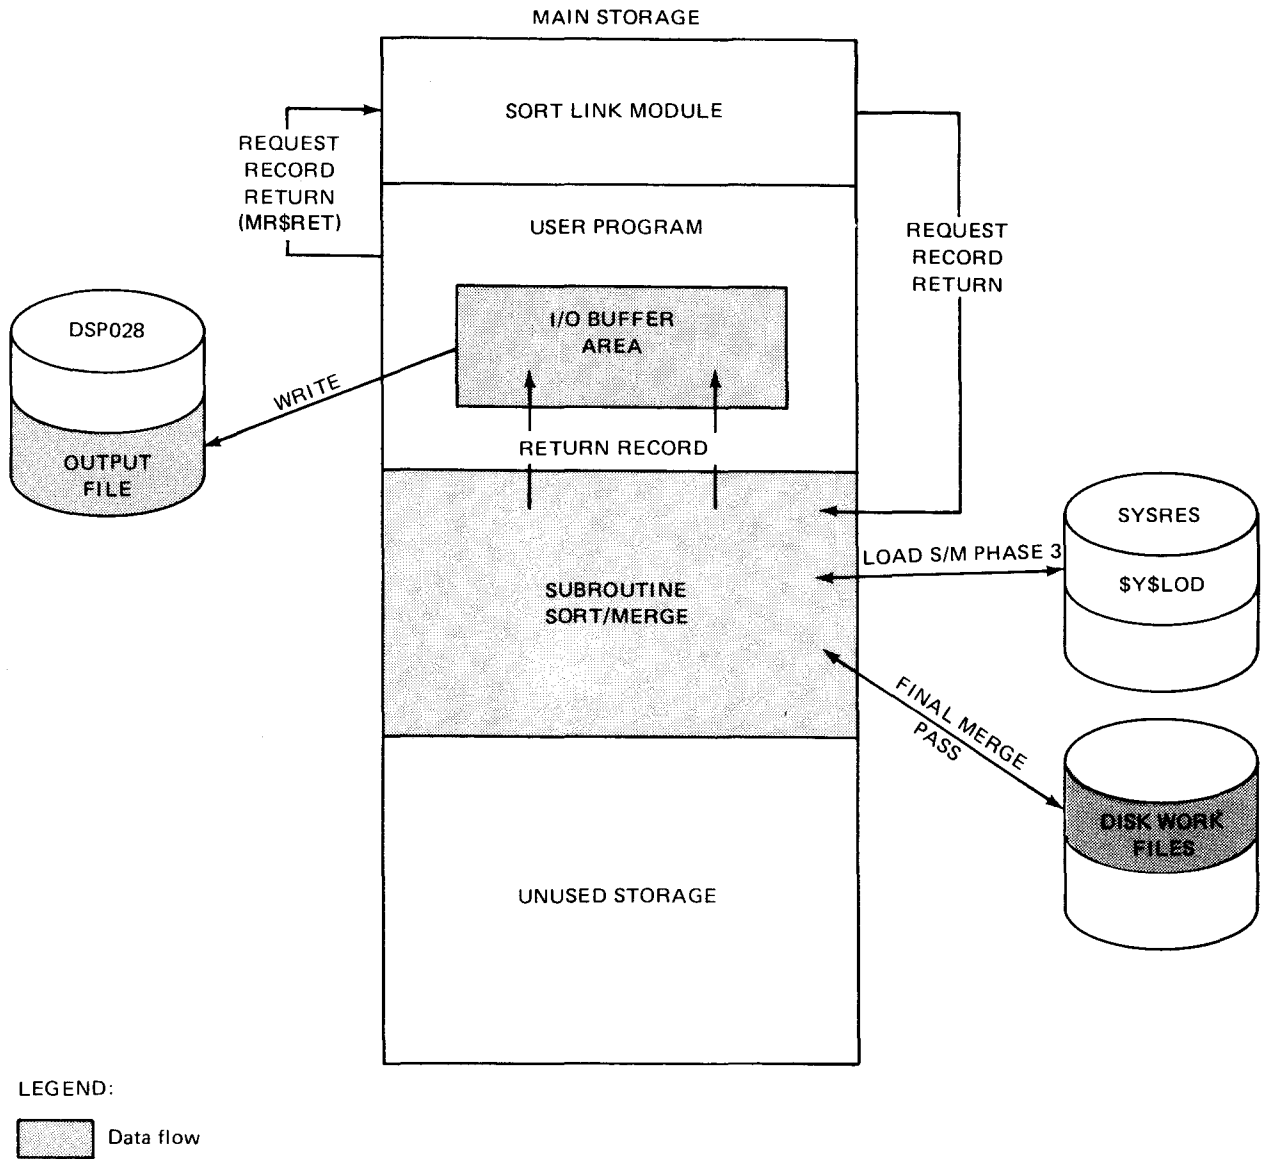 MAIN STORAGE
SORT LINK MODULE
REQUEST
RECORD
RETURN
(MR$RET)
USER PROGRAM
REQUEST
RECORD
RETURN
I/O BUFFER
AREA
DSP028
WRITE
OUTPUT
FILE
RETURN RECORD
SYSRES
LOAD S/M PHASE 3
$Y$LOD
SUBROUTINE
SORT/MERGE
FINAL MERGE
PASS
DISK WORK
FILES
UNUSED STORAGE
LEGEND:
Data flow